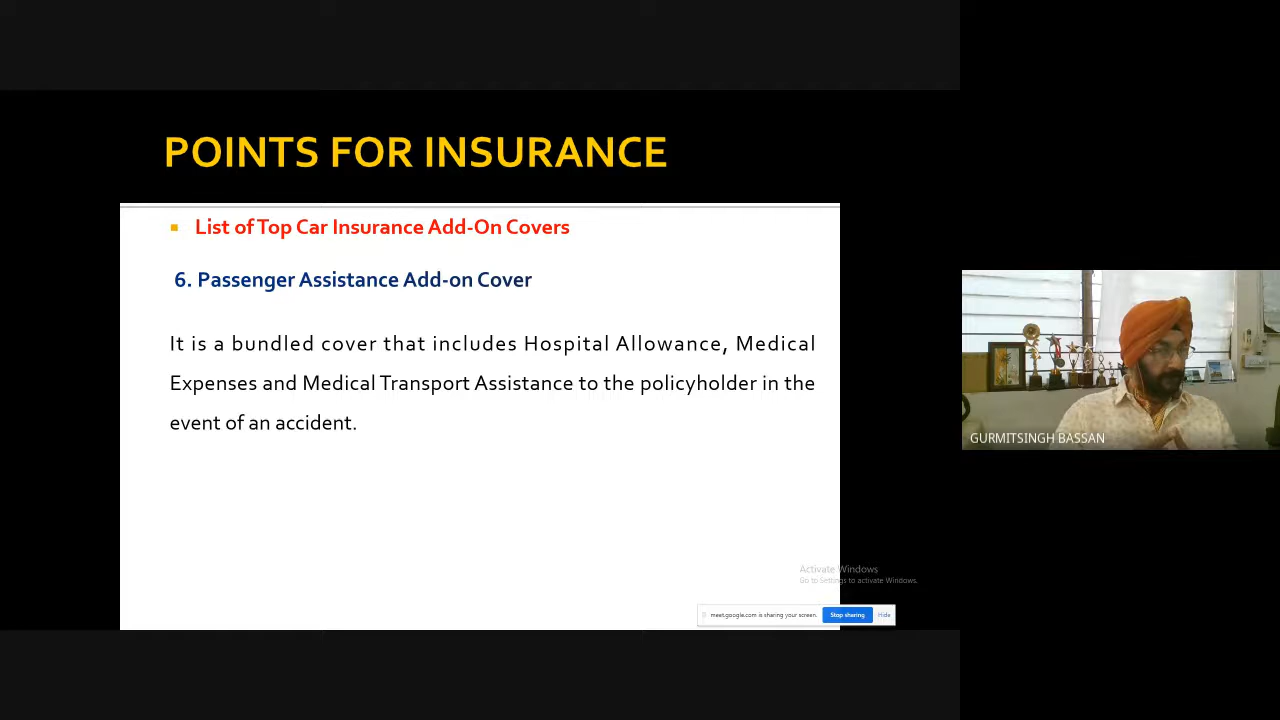 POINTS FOR INSURANCE
List of Top Car Insurance Add-On Covers
6. Passenger Assistance Add-on Cover
It is a bundled cover that includes Hospital Allowance, Medical
Expenses and Medical Transport Assistance to the policyholder in the
event of an accident.
GURMITSINGH BASSAN
Activate Windows
Go to Settings to activate Windows.
meet.google.com is sharing your screen.
Stop sharing
Hide